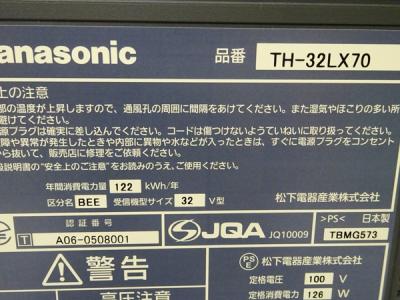 anasonic 品番 TH-32LX70
上の注意
部の温度が上昇しますので、通風孔の周囲に間隔をあけてください。また湿気やほこりの多い所
避けてください。
源プラグは確実に差し込んでください。コードは傷つけないようていねいに取り扱ってください。
障や異常が発生したときや内部に異物や水などが入ったときは、すぐに電源プラグをコンセント
から抜いて、販売店に修理をご依頼ください。
扱説明書の"安全上のご注意"をお読みのうえ、ご使用ください。
年間消費電力量 122 kWh/年
区分名 BEE 受信機型サイズ 32 V型 松下電器産業株式会社
認証番号 >PS< 日本製
T A06-0508001 JQA JQ10009 TBMG573
警告 PS E 松下電器産業株式会社
定格電圧 100 V
高圧注意 定格消費電力 126 W